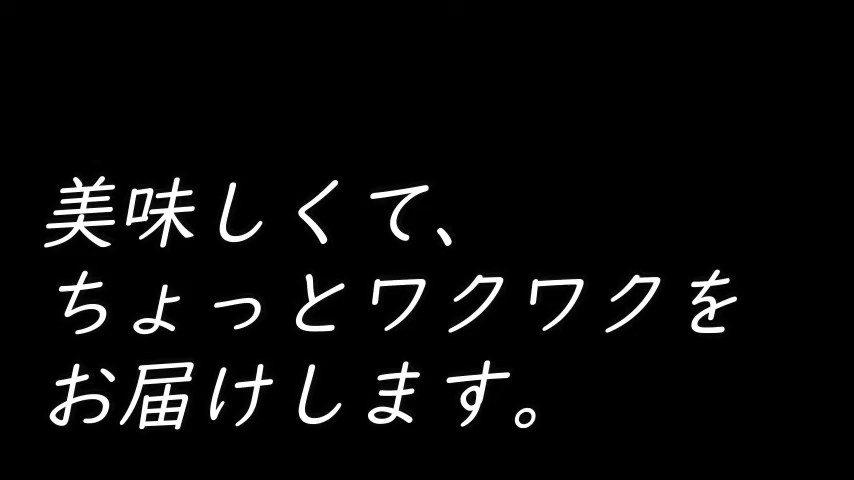 美味しくて、
ちょっとワクワクを
お届けします。